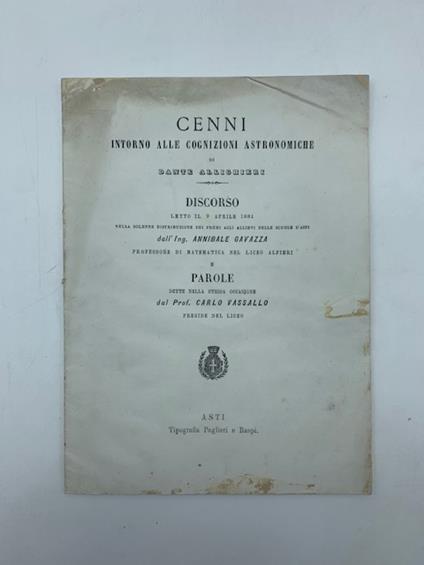 CENNI
INTORNO ALLE COGNIZIONI ASTRONOMICHE
DI
DANTE ALLIGHIERI
DISCORSO
LETTO IL 9 APRILE 1881
NELLA SOLENNE DISTRIBUZIONE DEI PREMI AGLI ALLIEVI DELLE SCUOLE D'ASTI
dall'Ing. ANNIBALE GAVAZZA
PROFESSORE DI MATEMATICA NEL LICEO ALFIERI
E
PAROLE
DETTE NELLA STESSA OCCASIONE
dal Prof. CARLO VASSALLO
PRESIDE DEL LICEO
ASTI
Tipografia Paglieri e Raspi.